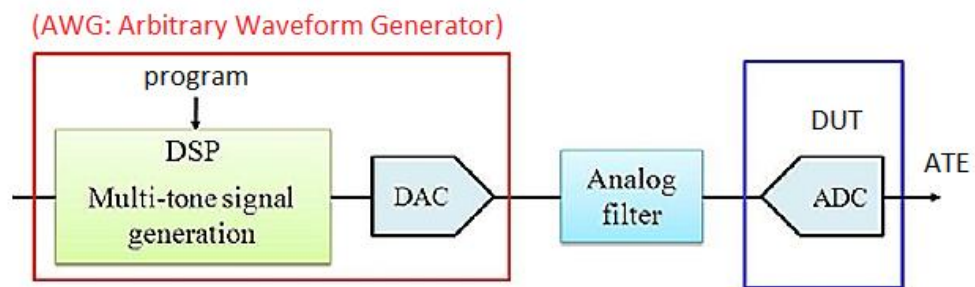 (AWG: Arbitrary Waveform Generator)
program
DSP
Multi-tone signal
generation
DAC
Analog
filter
DUT
ADC
ATE